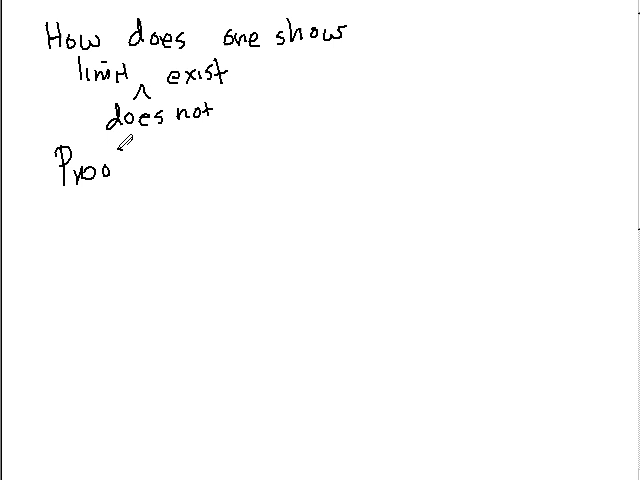 How does one show
limit ^ exist
does not
Proo